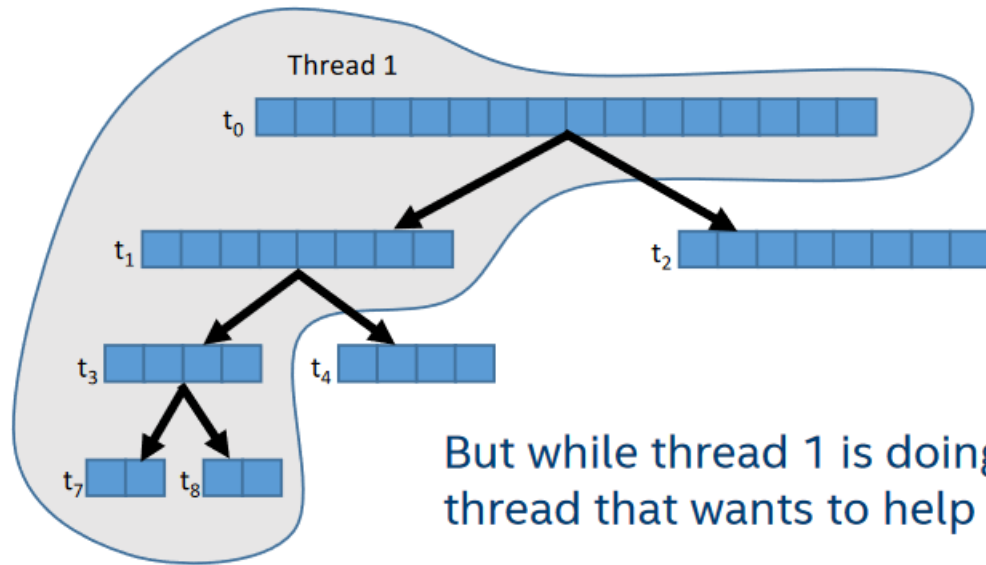 Thread 1
t₀
t₁
t₂
t₃
t₄
t₇
t₈
But while thread 1 is doing
thread that wants to help